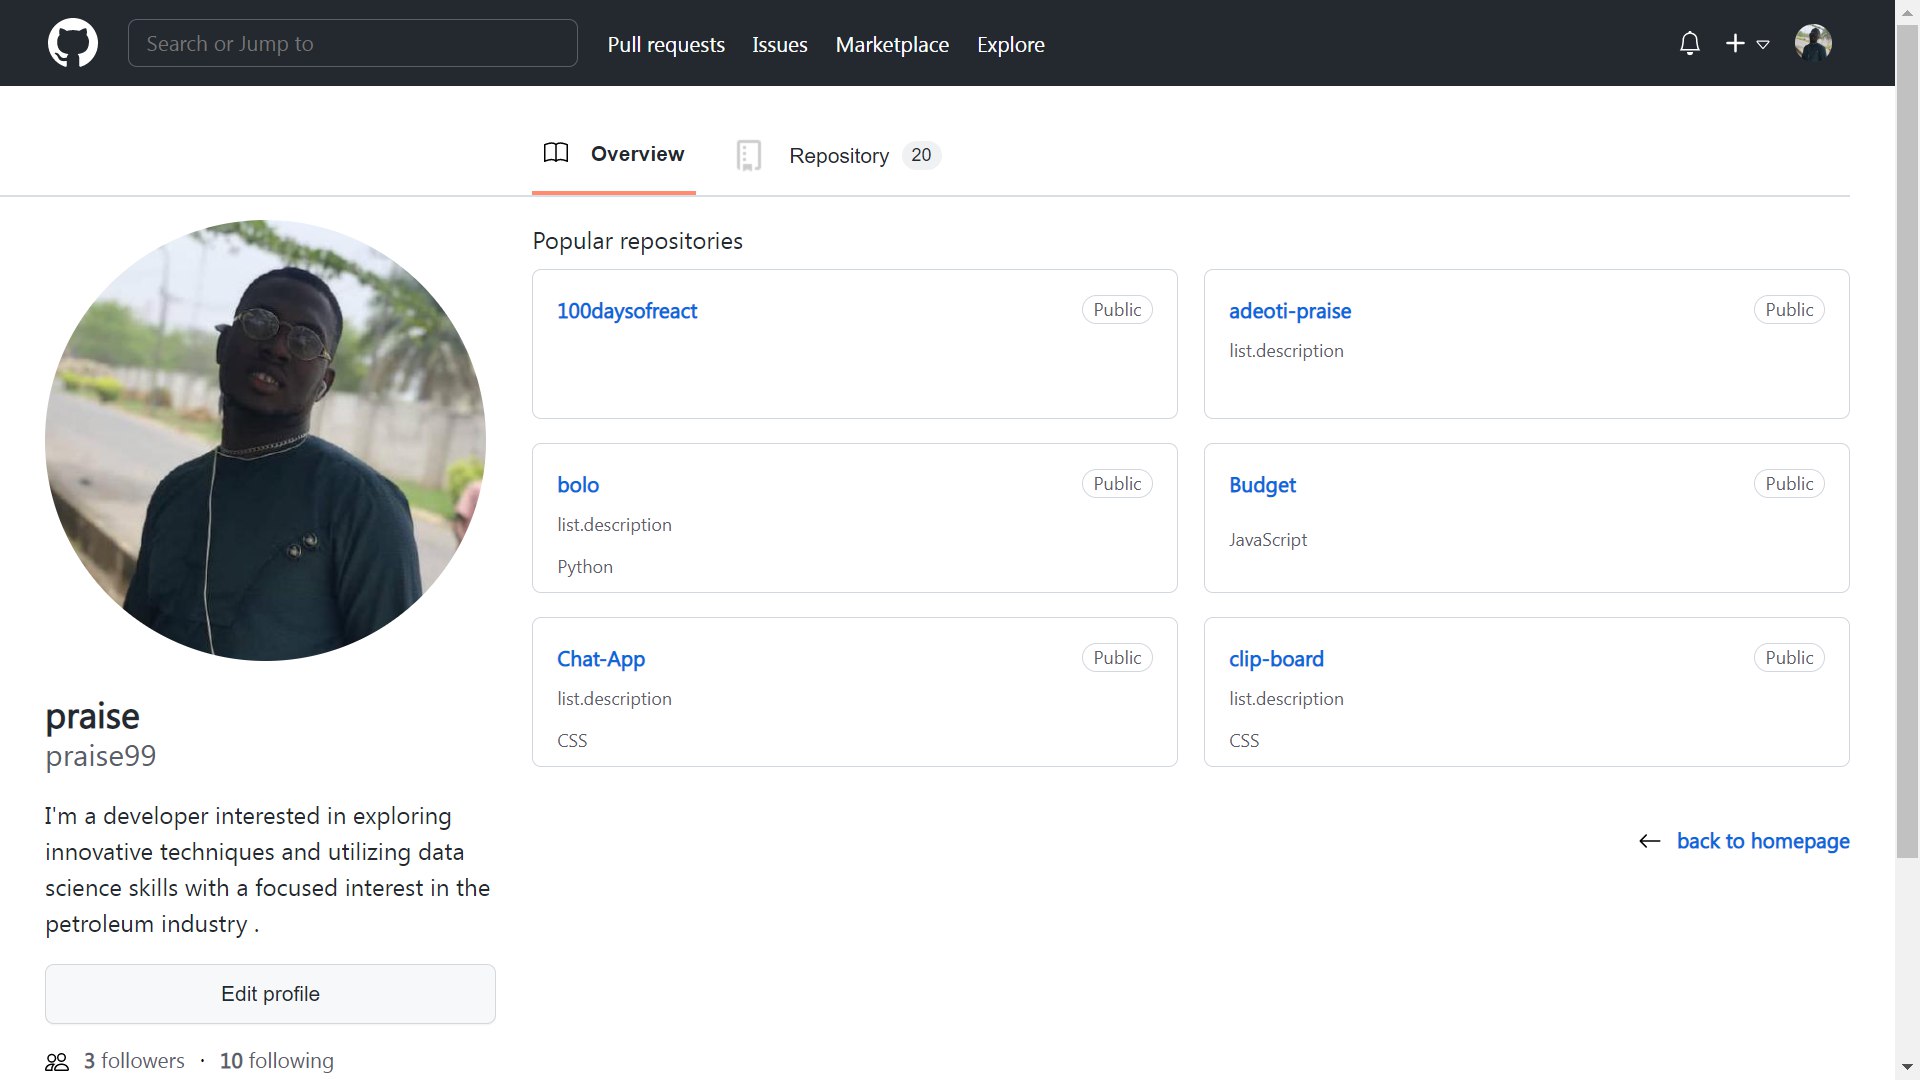 Search or Jump to
Pull requests Issues Marketplace Explore
Overview Repository 20
Popular repositories
100daysofreact Public
adeoti-praise Public
list.description
bolo Public
list.description
Python
Budget Public
JavaScript
Chat-App Public
list.description
CSS
clip-board Public
list.description
CSS
back to homepage
praise
praise99
I'm a developer interested in exploring
innovative techniques and utilizing data
science skills with a focused interest in the
petroleum industry .
Edit profile
3 followers · 10 following